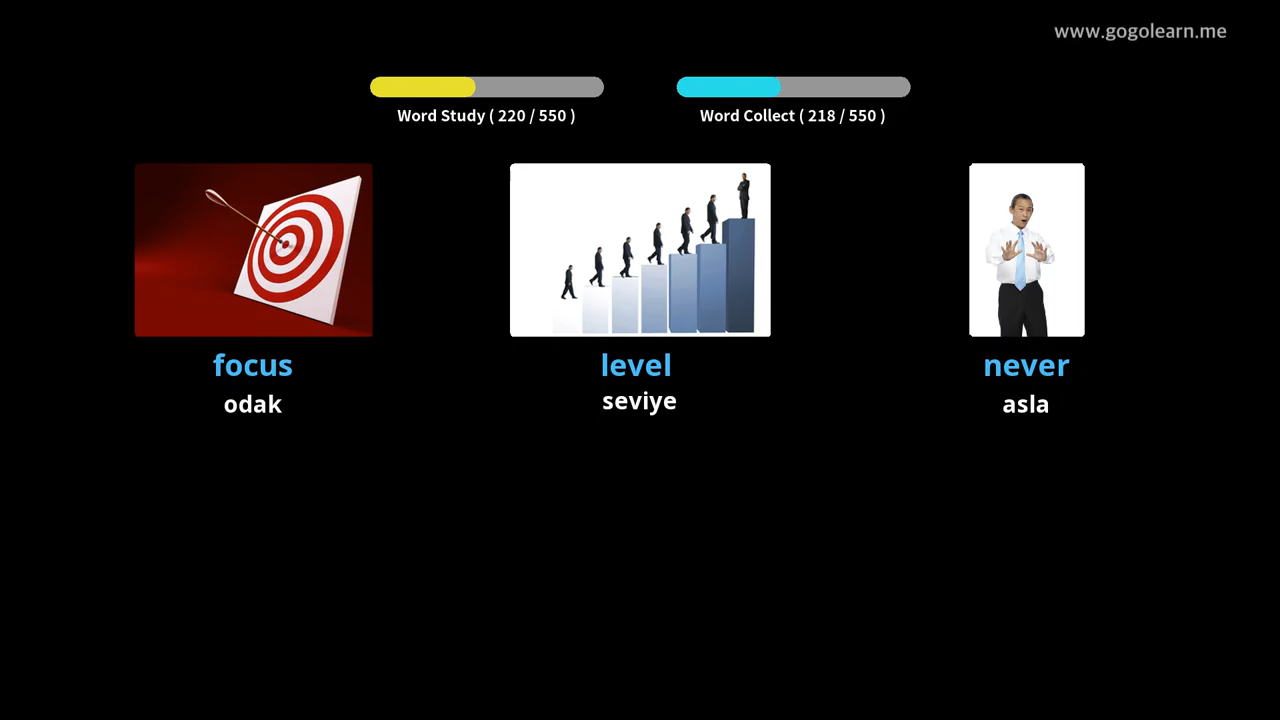 www.gogolearn.me
Word Study ( 220 / 550 )
Word Collect ( 218 / 550 )
focus
odak
level
seviye
never
asla